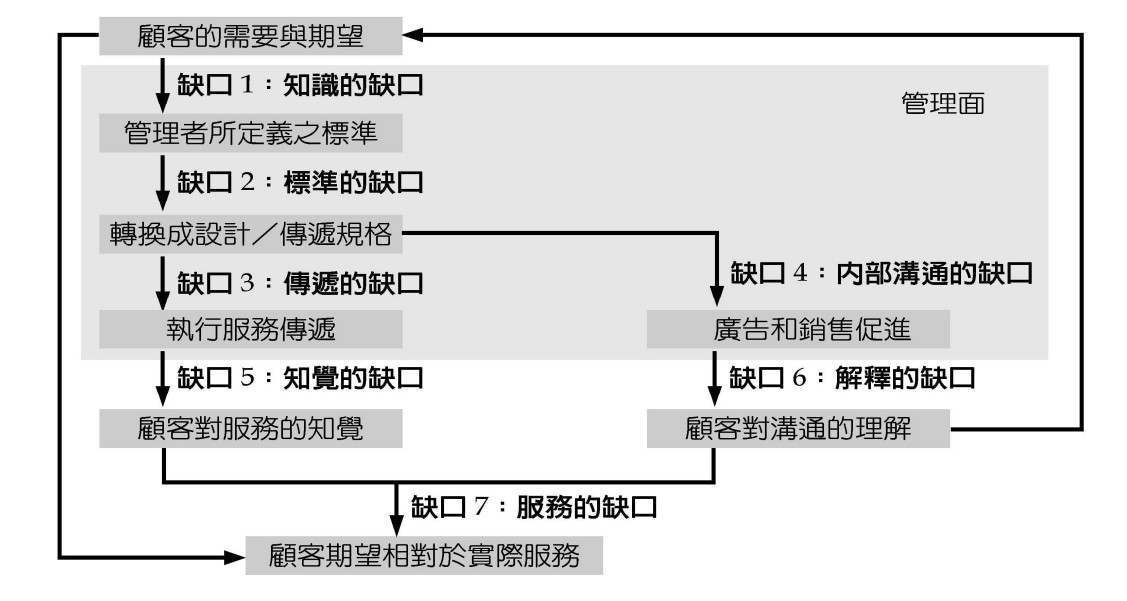 顧客的需要與期望
缺口 1：知識的缺口
管理面
管理者所定義之標準
缺口 2：標準的缺口
轉換成設計／傳遞規格
缺口 3：傳遞的缺口
缺口 4：內部溝通的缺口
執行服務傳遞
廣告和銷售促進
缺口 5：知覺的缺口
缺口 6：解釋的缺口
顧客對服務的知覺
顧客對溝通的理解
缺口 7：服務的缺口
顧客期望相對於實際服務